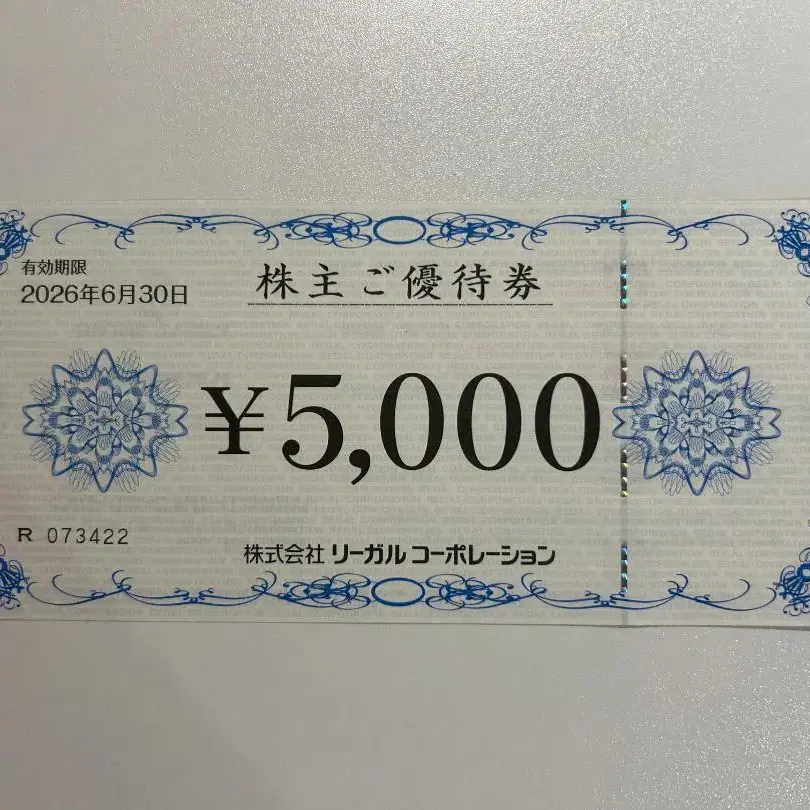 有効期限
2026年6月30日
株主ご優待券
¥5,000
R 073422
株式会社 リーガル コーポレーション